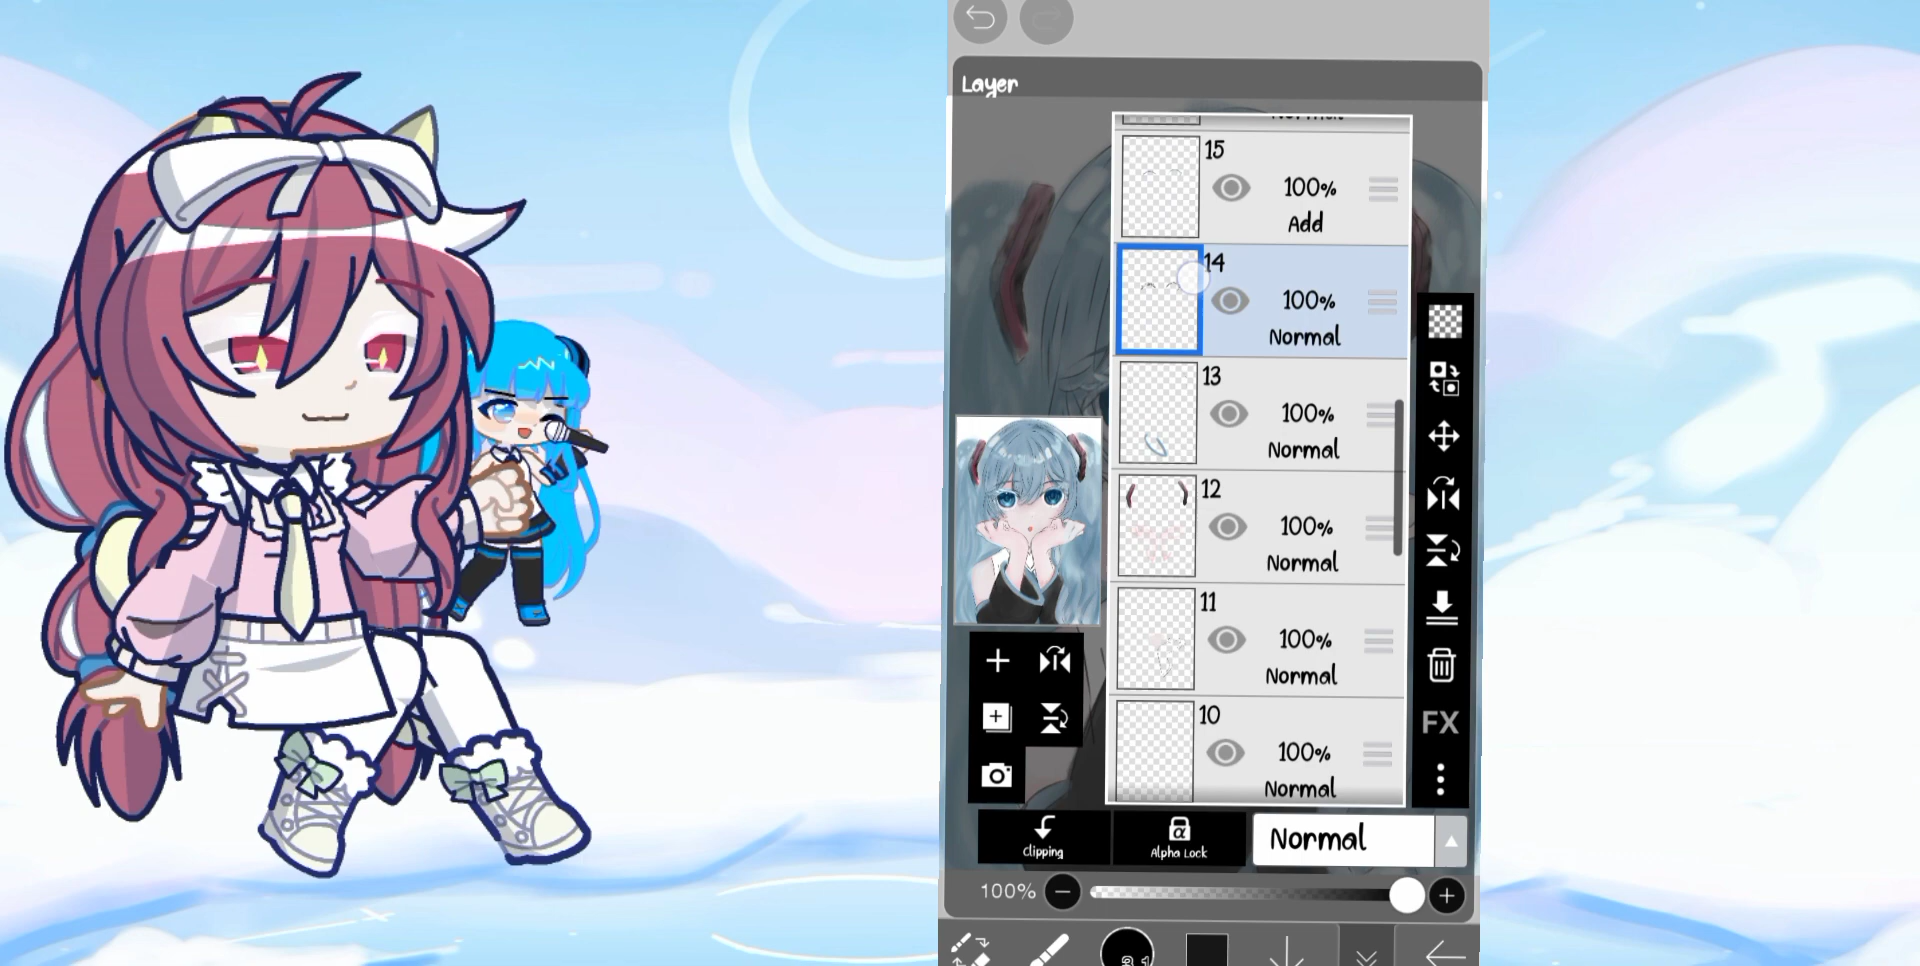 Layer
15
100%
Add
14
100%
Normal
13
100%
Normal
12
100%
Normal
11
100%
Normal
10
100%
Normal
FX
Clipping
Alpha Lock
Normal
100%